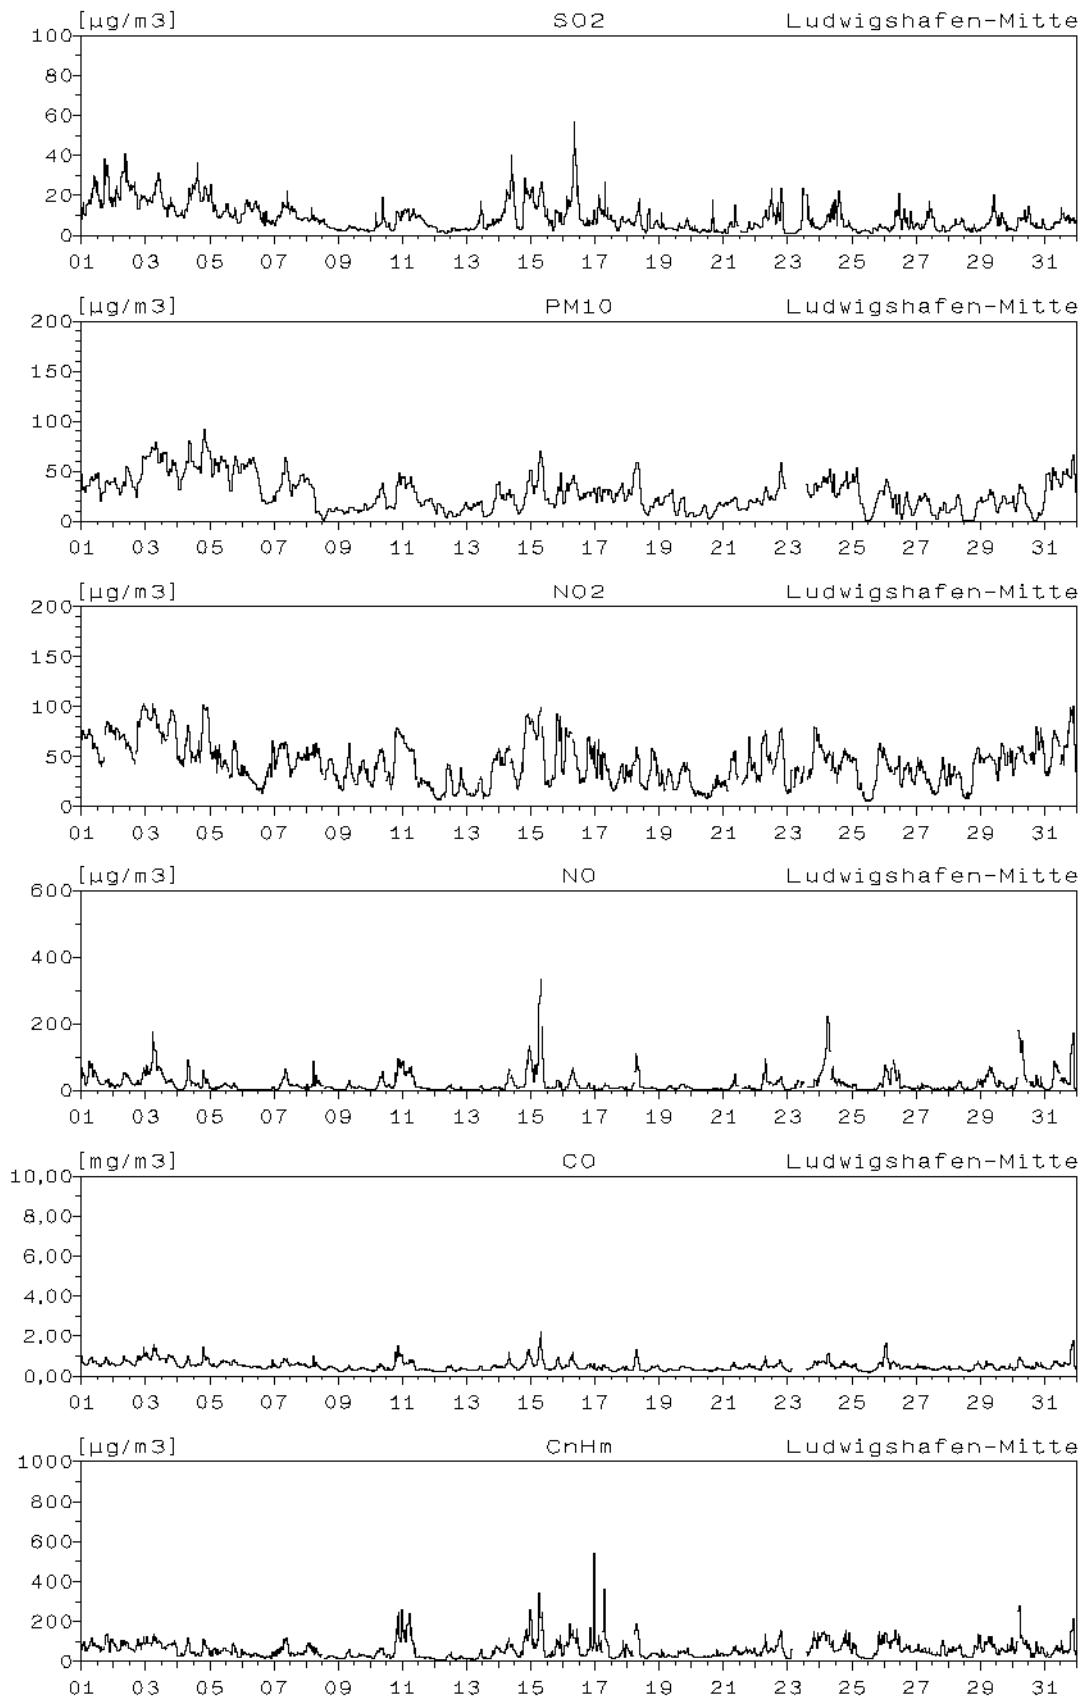 [µg/m3] SO2 Ludwigshafen-Mitte
100
80
60
40
20
0
01 03 05 07 09 11 13 15 17 19 21 23 25 27 29 31
[µg/m3] PM10 Ludwigshafen-Mitte
200
150
100
50
0
01 03 05 07 09 11 13 15 17 19 21 23 25 27 29 31
[µg/m3] NO2 Ludwigshafen-Mitte
200
150
100
50
0
01 03 05 07 09 11 13 15 17 19 21 23 25 27 29 31
[µg/m3] NO Ludwigshafen-Mitte
600
400
200
0
01 03 05 07 09 11 13 15 17 19 21 23 25 27 29 31
[mg/m3] CO Ludwigshafen-Mitte
10,00
8,00
6,00
4,00
2,00
0,00
01 03 05 07 09 11 13 15 17 19 21 23 25 27 29 31
[µg/m3] CnHm Ludwigshafen-Mitte
1000
800
600
400
200
0
01 03 05 07 09 11 13 15 17 19 21 23 25 27 29 31